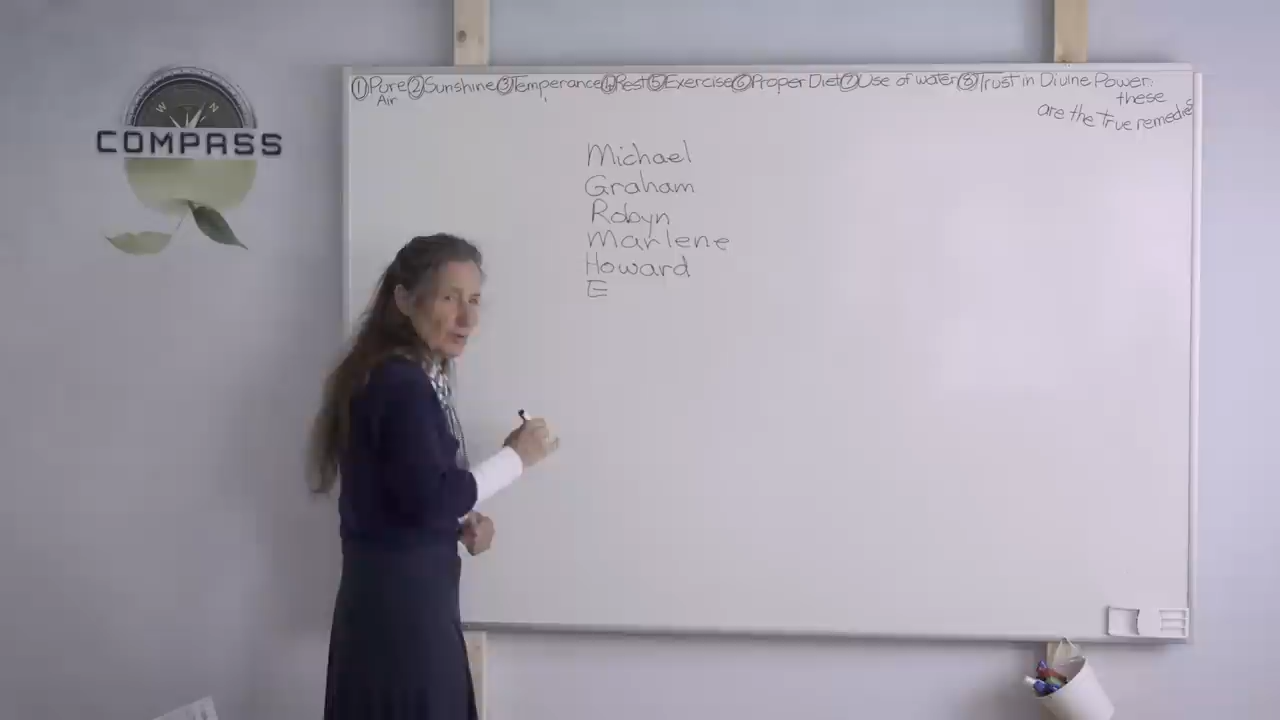 ①Pure ②Sunshine ③Temperance ④Rest ⑤Exercise ⑥Proper Diet ⑦Use of water ⑧Trust in Divine Power:
Air
these
are the true remedies
W N
COMPASS
Michael
Graham
Robyn
Marlene
Howard
E